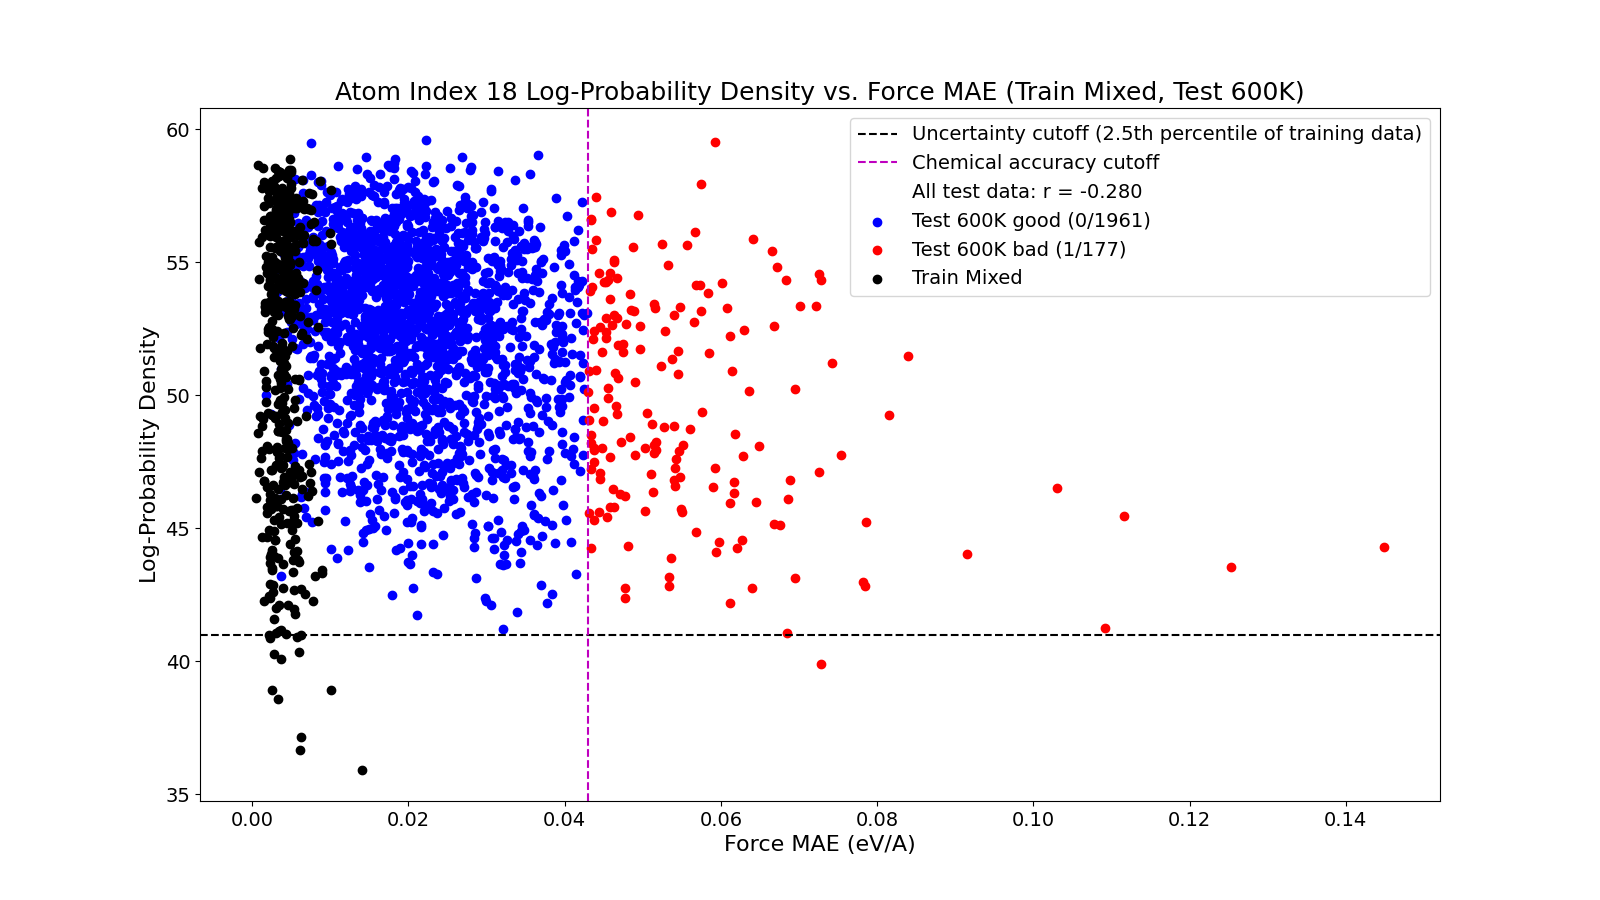 Atom Index 18 Log-Probability Density vs. Force MAE (Train Mixed, Test 600K)
Uncertainty cutoff (2.5th percentile of training data)
Chemical accuracy cutoff
All test data: r = -0.280
Test 600K good (0/1961)
Test 600K bad (1/177)
Train Mixed
Log-Probability Density
60
55
50
45
40
35
0.00 0.02 0.04 0.06 0.08 0.10 0.12 0.14
Force MAE (eV/A)